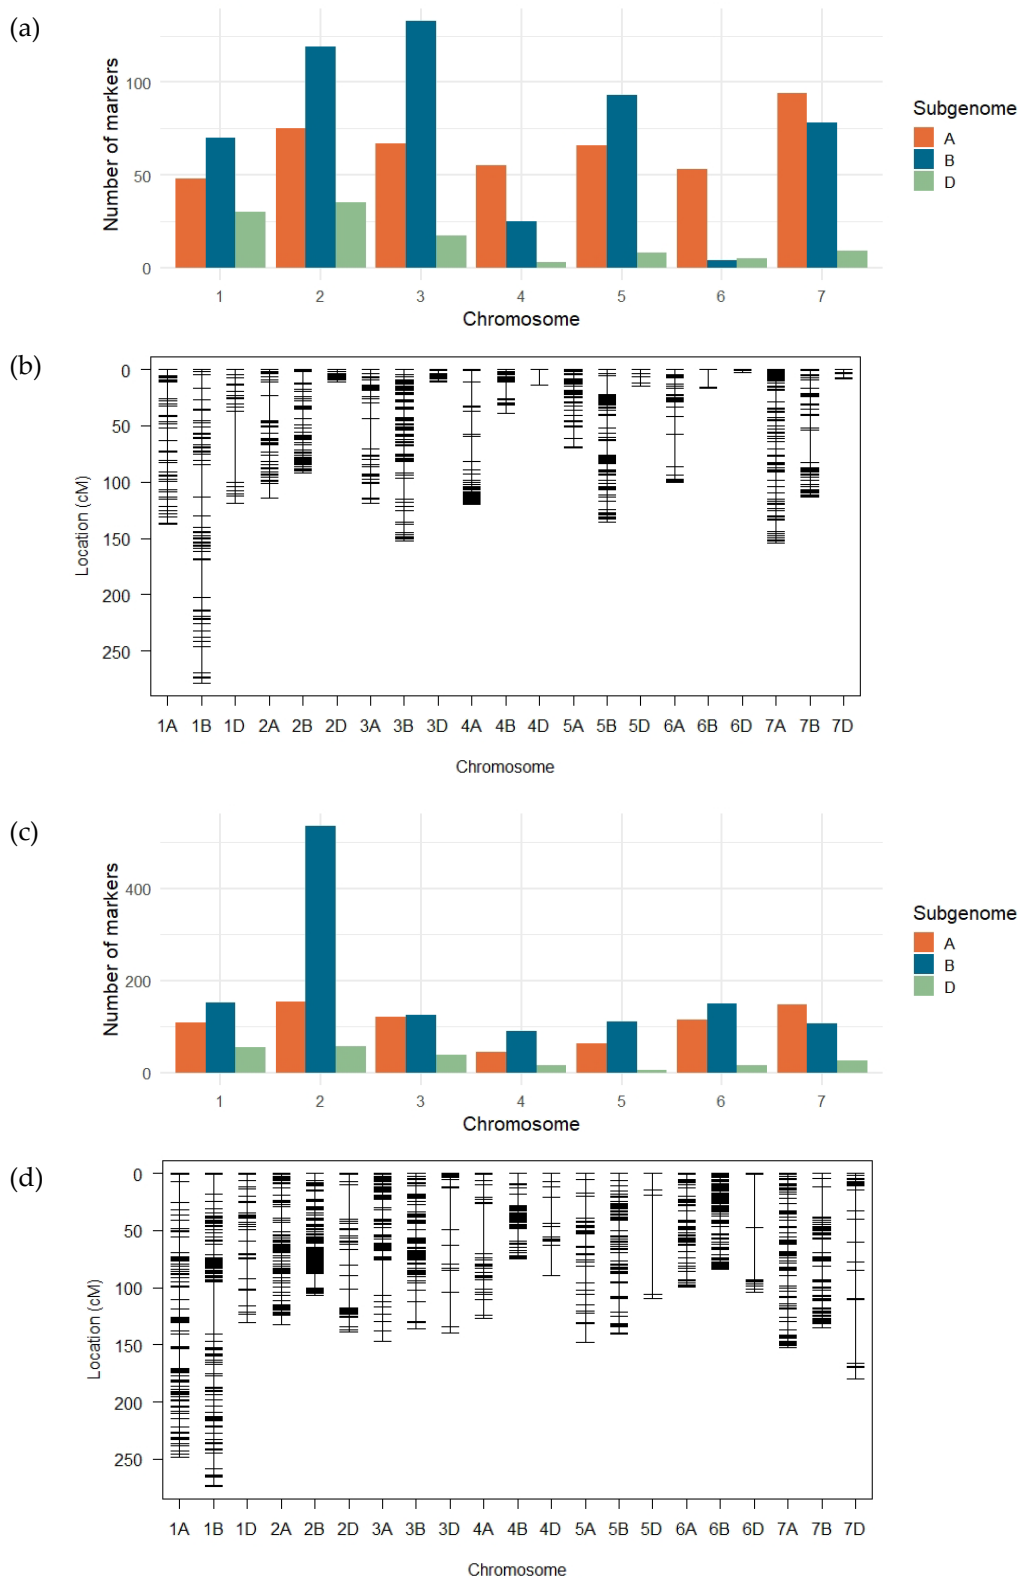 (a)
Number of markers
100
50
0
1 2 3 4 5 6 7
Chromosome
Subgenome
A
B
D
(b)
Location (cM)
0
50
100
150
200
250
1A 1B 1D 2A 2B 2D 3A 3B 3D 4A 4B 4D 5A 5B 5D 6A 6B 6D 7A 7B 7D
Chromosome
(c)
Number of markers
400
200
0
1 2 3 4 5 6 7
Chromosome
Subgenome
A
B
D
(d)
Location (cM)
0
50
100
150
200
250
1A 1B 1D 2A 2B 2D 3A 3B 3D 4A 4B 4D 5A 5B 5D 6A 6B 6D 7A 7B 7D
Chromosome